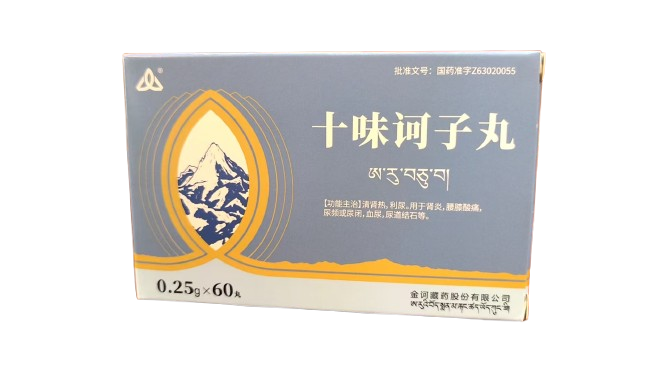 批准文号：国药准字Z63020055
十味诃子丸
ཨ་རུ་བཅུ་བ།
【功能主治】清肾热，利尿。用于肾炎，腰膝酸痛，
尿频或尿闭，血尿，尿道结石等。
0.25g×60丸
金诃藏药股份有限公司